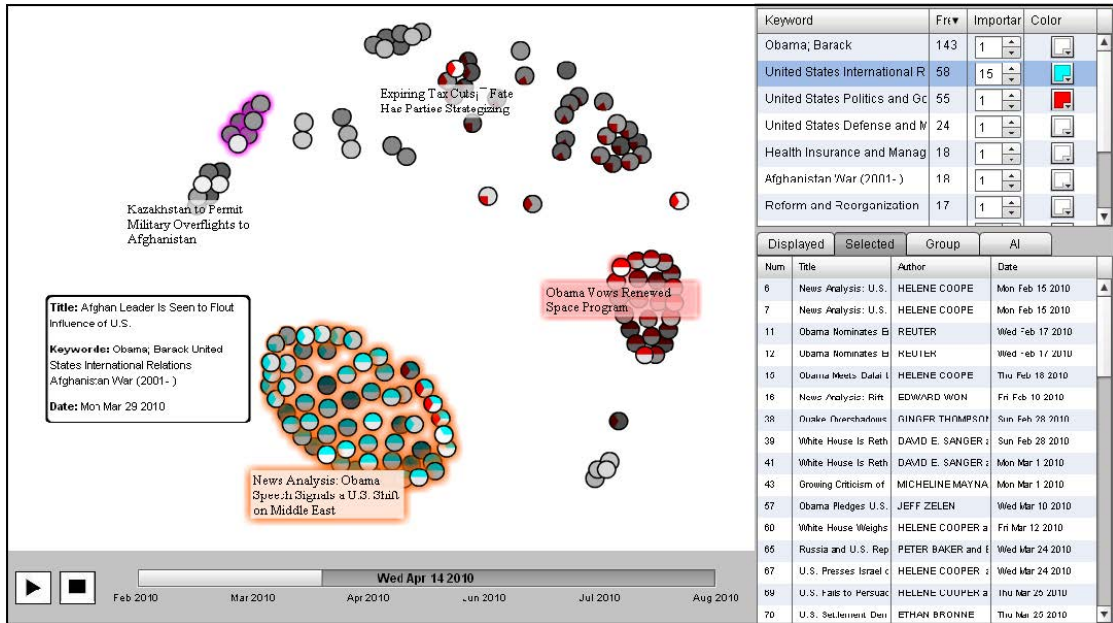 Expiring Tax Cuts¡¯ Fate
Has Parties Strategizing
Kazakhstan to Permit
Military Overflights to
Afghanistan
Title: Afghan Leader Is Seen to Flout
Influence of U.S.
Keywords: Obama; Barack United
States International Relations
Afghanistan War (2001- )
Date: Mon Mar 29 2010
Obama Vows Renewed
Space Program
News Analysis: Obama
Speech Signals a U.S. Shift
on Middle East
Wed Apr 14 2010
Feb 2010 Mar 2010 Apr 2010 Jun 2010 Jul 2010 Aug 2010
Keyword Fre▼ Importar Color
Obama; Barack 143 1
United States International R 58 15
United States Politics and Gc 55 1
United States Defense and M 24 1
Health Insurance and Manag 18 1
Afghanistan War (2001- ) 18 1
Reform and Reorganization 17 1
Displayed Selected Group Al
Num Title Author Date
6 News Analysis: U.S. HELENE COOPE Mon Feb 15 2010
7 News Analysis: U.S. HELENE COOPE Mon Feb 15 2010
11 Obama Nominates REUTER Wed Feb 17 2010
12 Obama Nominates REUTER Wed Feb 17 2010
15 Obama Meets Dalai HELENE COOPE Thu Feb 18 2010
16 News Analysis: Rift EDWARD WON Fri Feb 2010
38 Quake Overshadows GINGER THOMPSON Sun Feb 28 2010
39 White House Is Reth DAVID E. SANGER Sun Feb 28 2010
41 White House Is Reth DAVID E. SANGER Mon Mar 1 2010
43 Growing Criticism of MICHELINE MAYNA Mon Mar 1 2010
57 Obama Pledges U.S. JEFF ZELEN Wed Mar 10 2010
60 White House Weighs HELENE COOPER a Fri Mar 12 2010
65 Russia and U.S. Rep PETER BAKER and Wed Mar 24 2010
67 U.S. Presses Israel HELENE COOPER Wed Mar 24 2010
69 U.S. Fails to Persuac HELENE COOPER a Thu Mar 25 2010
70 U.S. Settlement Den ETHAN BRONNE Thu Mar 25 2010